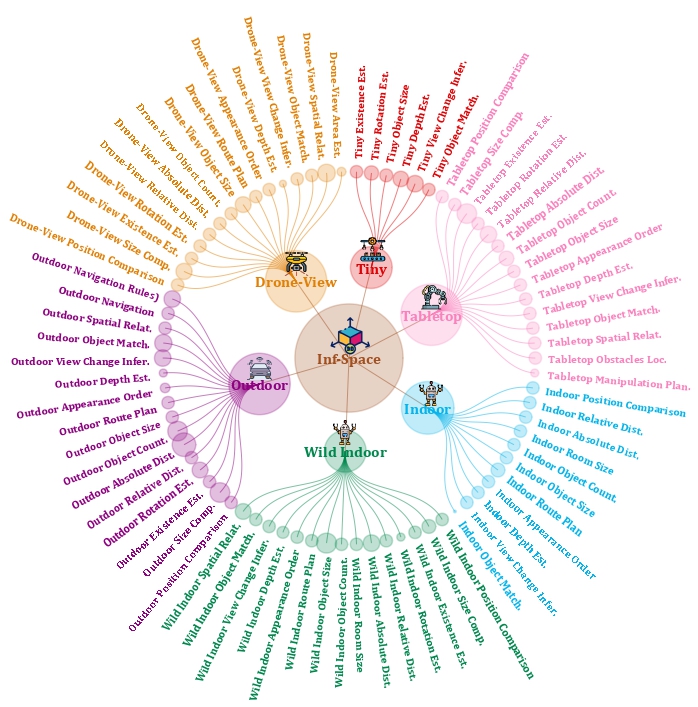 Inf-Space
Tiny
Tiny Existence Est.
Tiny Rotation Est.
Tiny Object Size
Tiny Depth Est.
Tiny View Change Infer.
Tiny Object Match.
Tabletop
Tabletop Position Comparison
Tabletop Size Comp.
Tabletop Existence Est.
Tabletop Rotation Est.
Tabletop Relative Dist.
Tabletop Absolute Dist.
Tabletop Object Count.
Tabletop Object Size
Tabletop Appearance Order
Tabletop Depth Est.
Tabletop View Change Infer.
Tabletop Object Match.
Tabletop Spatial Relat.
Tabletop Obstacles Loc.
Tabletop Manipulation Plan.
Indoor
Indoor Position Comparison
Indoor Relative Dist.
Indoor Absolute Dist.
Indoor Room Size
Indoor Object Count.
Indoor Object Size
Indoor Route Plan
Indoor Appearance Order
Indoor Depth Est.
Indoor View Change Infer.
Indoor Object Match.
Wild Indoor
Wild Indoor Position Comparison
Wild Indoor Size Comp.
Wild Indoor Existence Est.
Wild Indoor Rotation Est.
Wild Indoor Relative Dist.
Wild Indoor Absolute Dist.
Wild Indoor Room Size
Wild Indoor Object Count.
Wild Indoor Object Size
Wild Indoor Route Plan
Wild Indoor Appearance Order
Wild Indoor Depth Est.
Wild Indoor View Change Infer.
Wild Indoor Object Match.
Wild Indoor Spatial Relat.
Outdoor
Outdoor Position Comparison
Outdoor Size Comp.
Outdoor Existence Est.
Outdoor Rotation Est.
Outdoor Relative Dist.
Outdoor Absolute Dist.
Outdoor Object Count.
Outdoor Object Size
Outdoor Route Plan
Outdoor Appearance Order
Outdoor Depth Est.
Outdoor View Change Infer.
Outdoor Object Match.
Outdoor Spatial Relat.
Outdoor Navigation
Outdoor Navigation Rules)
Drone-View
Drone-View Position Comparison
Drone-View Size Comp.
Drone-View Existence Est.
Drone-View Rotation Est.
Drone-View Relative Dist.
Drone-View Absolute Dist.
Drone-View Object Count.
Drone-View Object Size
Drone-View Route Plan
Drone-View Appearance Order
Drone-View Depth Est.
Drone-View View Change Infer.
Drone-View Object Match.
Drone-View Spatial Relat.
Drone-View Area Est.